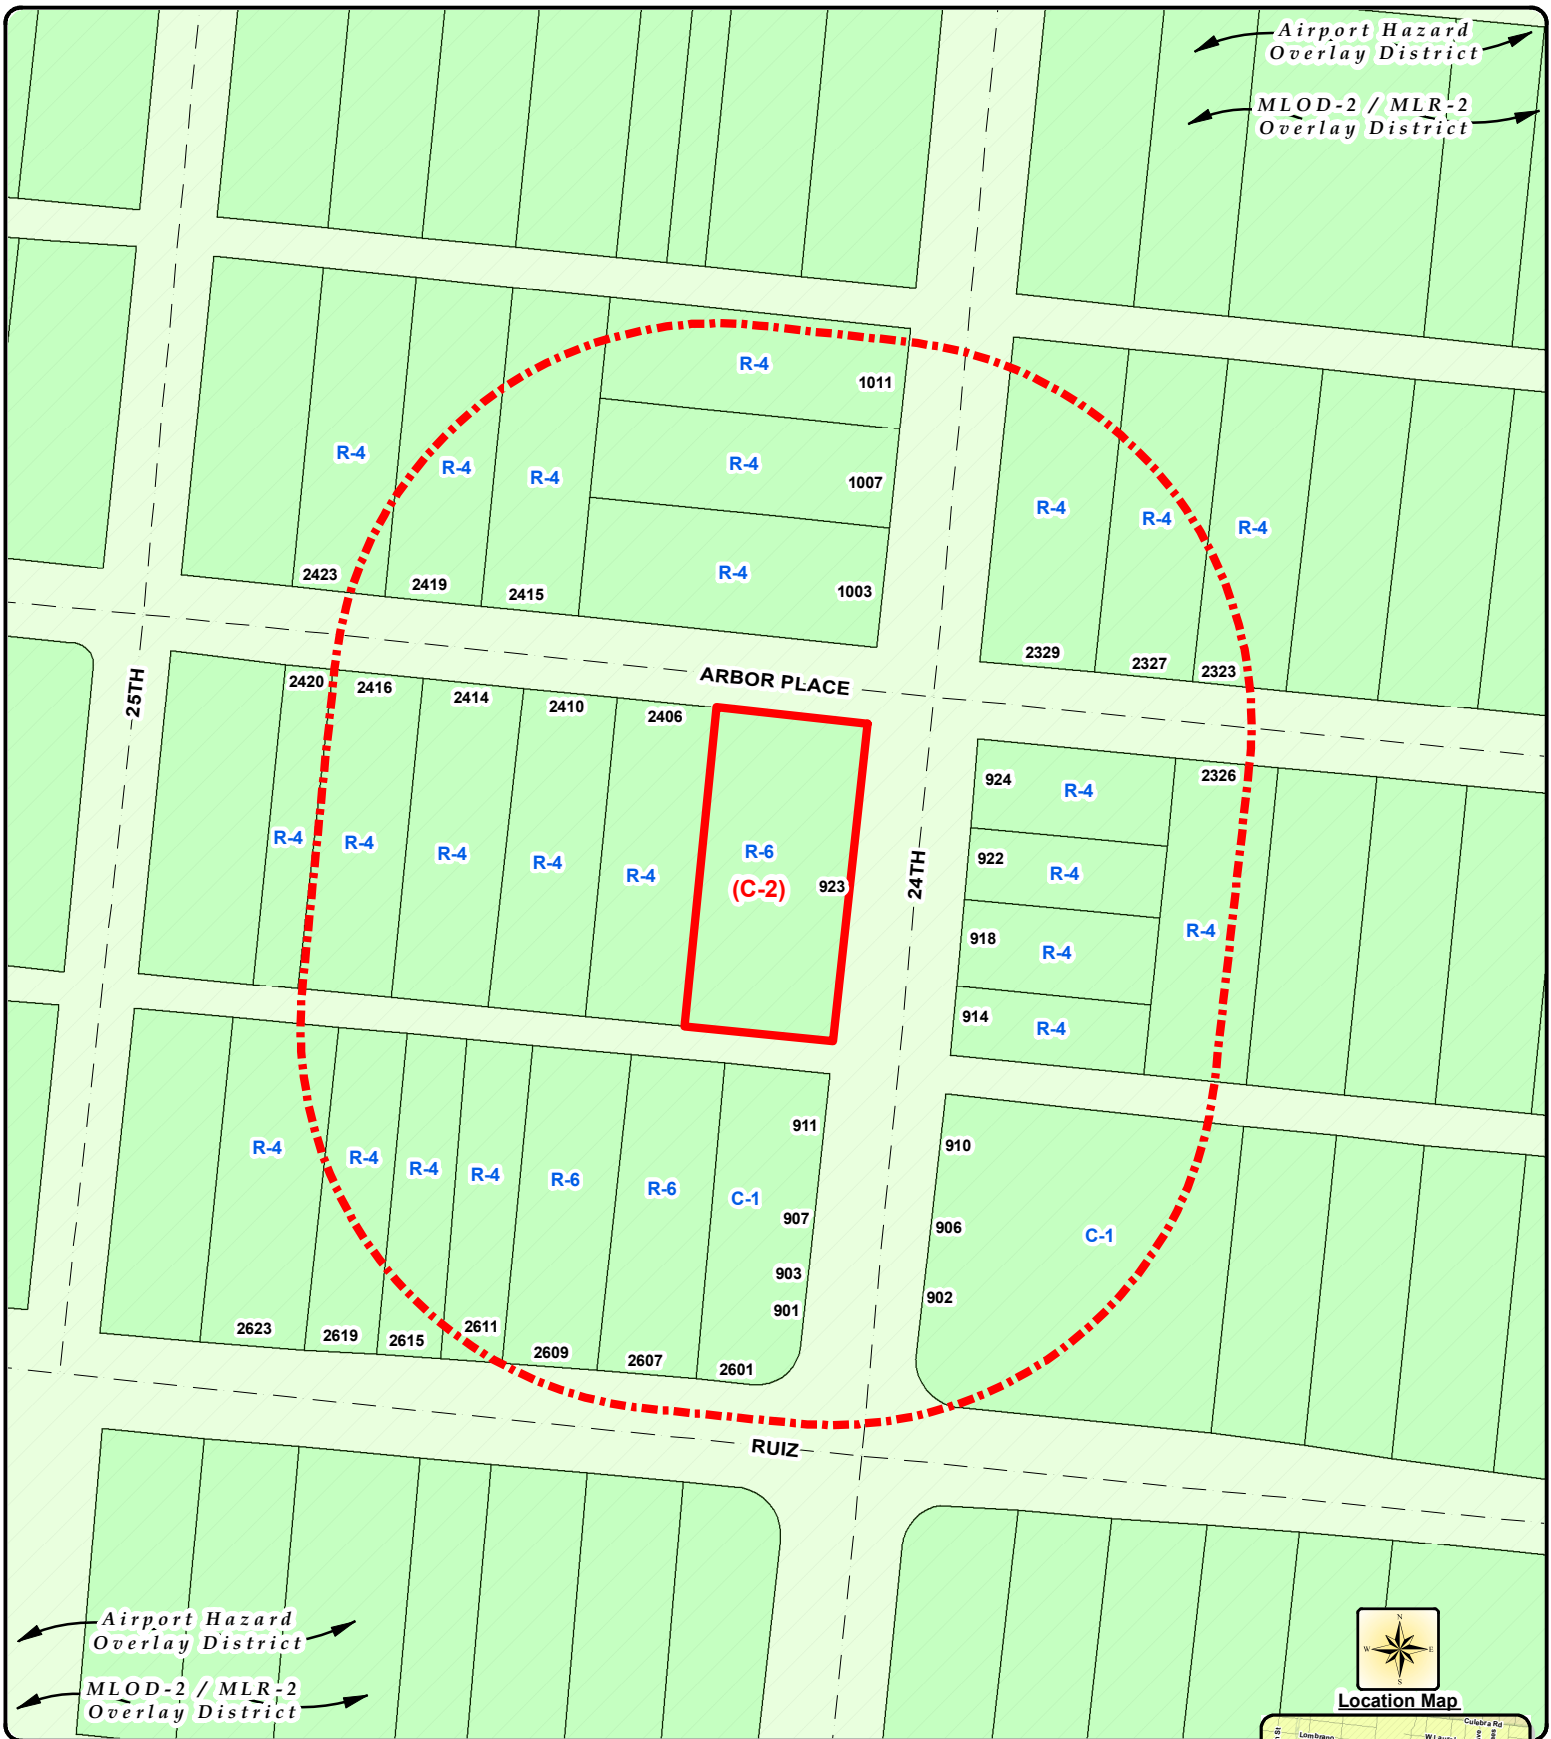 Airport Hazard
Overlay District
MLOD-2 / MLR-2
Overlay District
R-4
1011
R-4
R-4
R-4
R-4
1007
R-4
R-4
R-4
R-4
1003
2423
2419
2415
2329
2327
2323
25TH
ARBOR PLACE
2420
2416
2414
2410
2406
924
R-4
2326
R-4
R-4
R-4
R-4
R-4
R-6
(C-2)
923
24TH
922
R-4
918
R-4
R-4
914
R-4
911
910
R-4
R-4
R-4
R-4
R-6
R-6
C-1
907
906
C-1
903
901
902
2623
2619
2615
2611
2609
2607
2601
RUIZ
Airport Hazard
Overlay District
MLOD-2 / MLR-2
Overlay District
N
W
E
S
Location Map
Culebra Rd
Lombrano
St